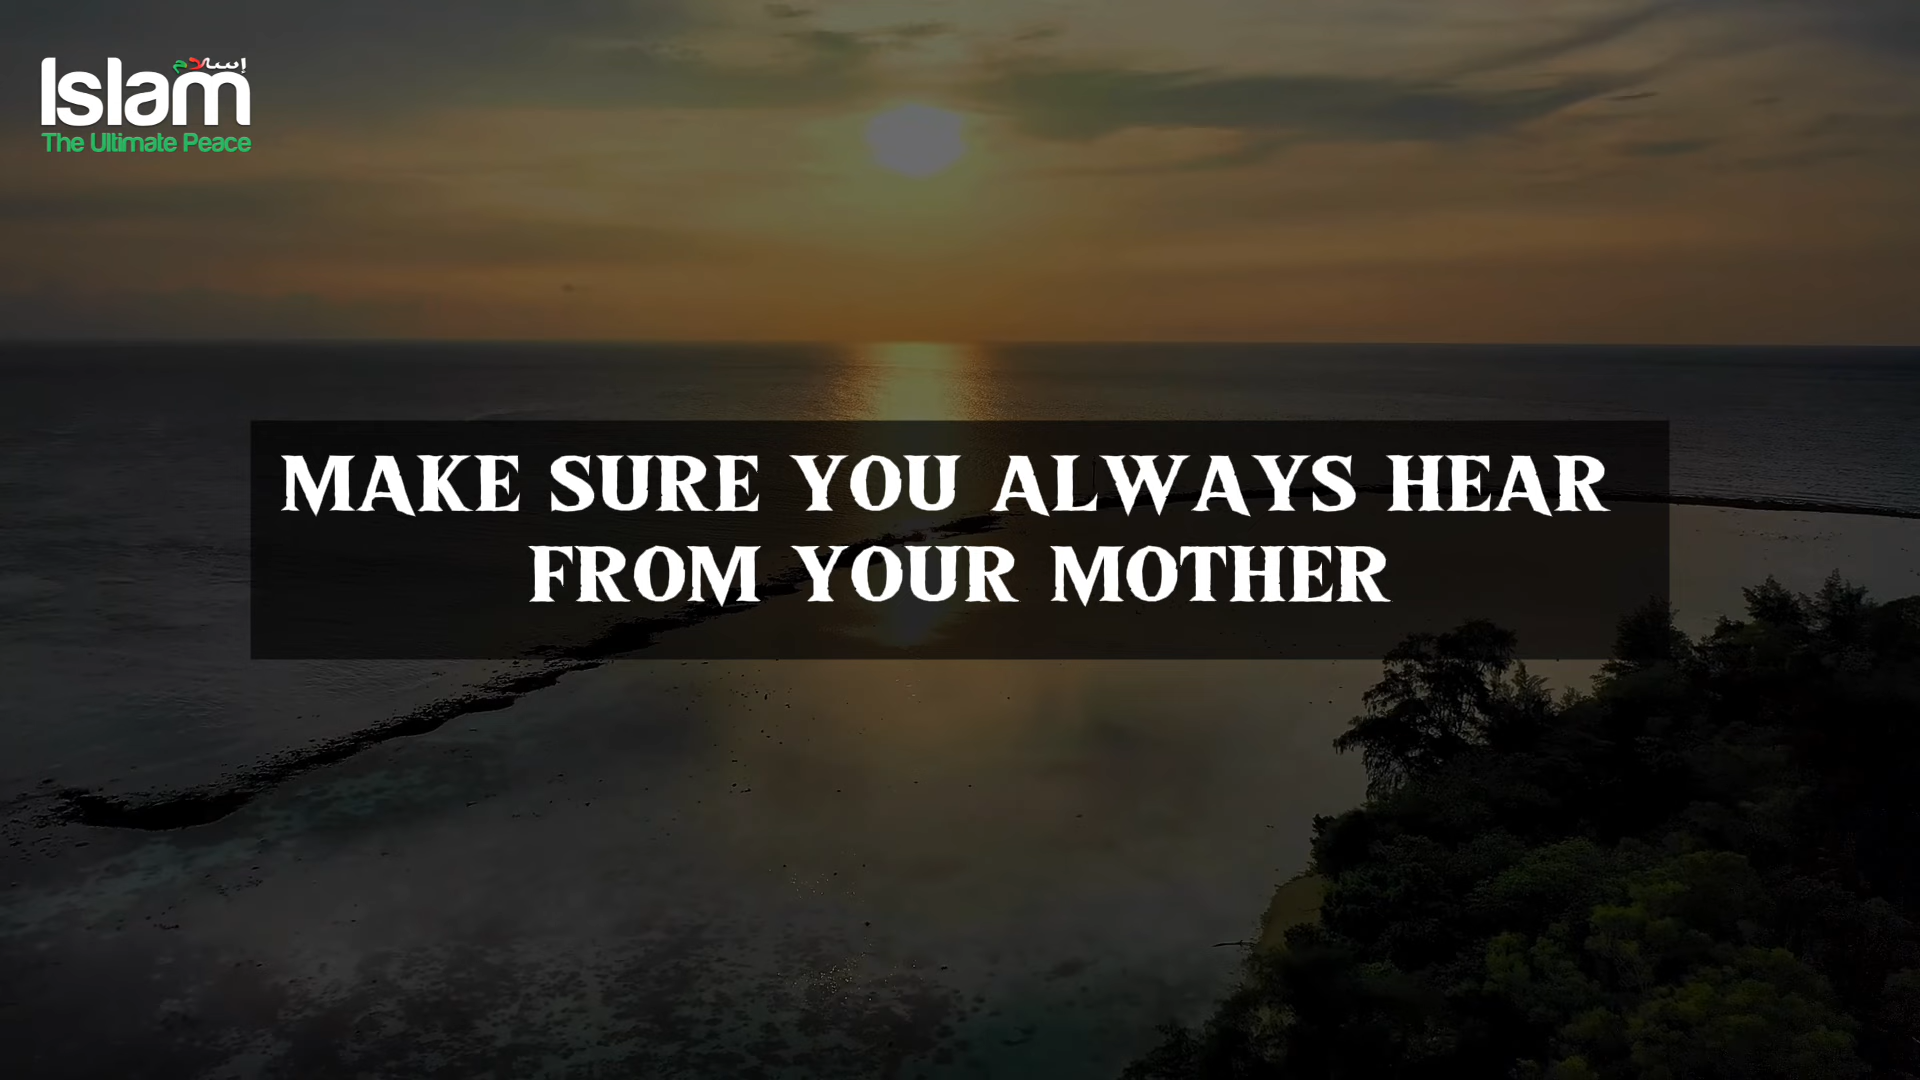 إسلام
Islam
The Ultimate Peace
MAKE SURE YOU ALWAYS HEAR
FROM YOUR MOTHER